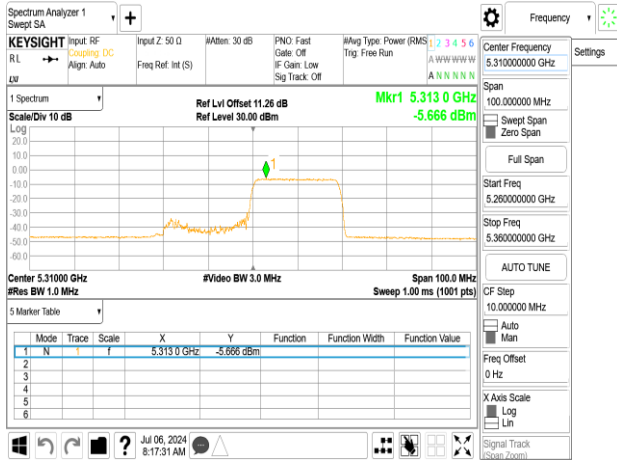 Spectrum Analyzer 1
Swept SA
Frequency
Settings
KEYSIGHT
RL
LXI
Input: RF
Coupling: DC
Align: Auto
Input Z: 50 Ω
Freq Ref: Int (S)
#Atten: 30 dB
PNO: Fast
Gate: Off
IF Gain: Low
Sig Track: Off
#Avg Type: Power (RMS
Trig: Free Run
1 2 3 4 5 6
A W W W W W
A N N N N N
1 Spectrum
Scale/Div 10 dB
Ref Lvl Offset 11.26 dB
Ref Level 30.00 dBm
Mkr1 5.313 0 GHz
-5.666 dBm
Log
20.0
10.0
0.00
-10.0
-20.0
-30.0
-40.0
-50.0
-60.0
1
Center 5.31000 GHz
#Res BW 1.0 MHz
#Video BW 3.0 MHz
Span 100.0 MHz
Sweep 1.00 ms (1001 pts)
5 Marker Table
Mode Trace Scale X Y Function Function Width Function Value
1 N 1 f 5.313 0 GHz -5.666 dBm
2
3
4
5
6
Jul 06, 2024
8:17:31 AM
Center Frequency
5.310000000 GHz
Span
100.000000 MHz
Swept Span
Zero Span
Full Span
Start Freq
5.260000000 GHz
Stop Freq
5.360000000 GHz
AUTO TUNE
CF Step
10.000000 MHz
Auto
Man
Freq Offset
0 Hz
X Axis Scale
Log
Lin
Signal Track
(Span Zoom)